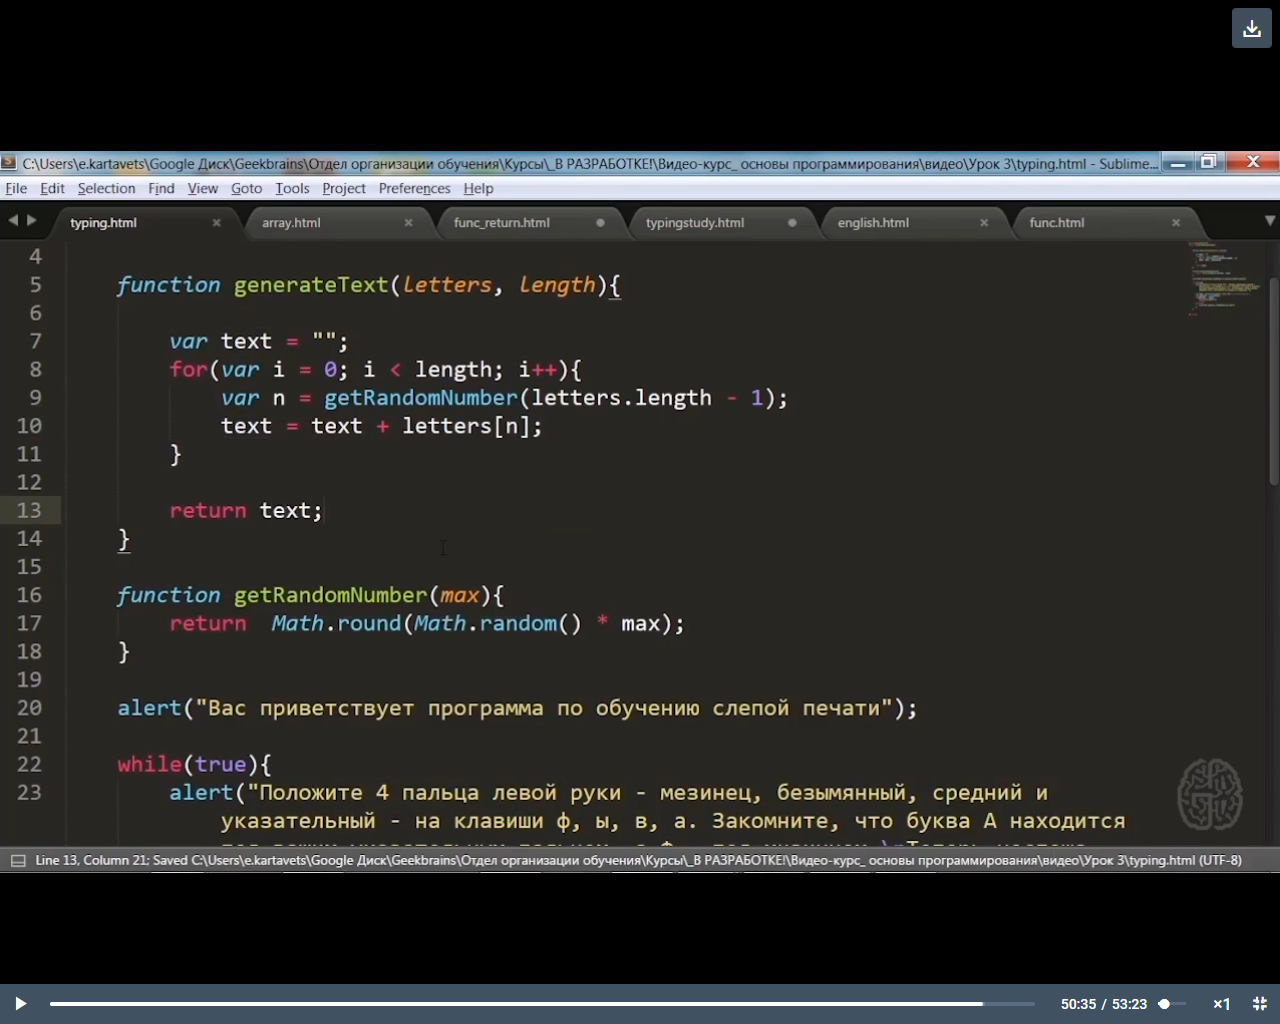 C:\Users\e.kartavets\Google Диск\Geekbrains\Отдел организации обучения\Курсы\_В РАЗРАБОТКЕ!\Видео-курс_ основы программирования\видео\Урок 3\typing.html - Sublime...
File Edit Selection Find View Goto Tools Project Preferences Help
typing.html × array.html × func_return.html typingstudy.html english.html × func.html ×
4
5 function generateText(letters, length){
6
7 var text = "";
8 for(var i = 0; i < length; i++){
9 var n = getRandomNumber(letters.length - 1);
10 text = text + letters[n];
11 }
12
13 return text;
14 }
15
16 function getRandomNumber(max){
17 return  Math.round(Math.random() * max);
18 }
19
20 alert("Вас приветствует программа по обучению слепой печати");
21
22 while(true){
23 alert("Положите 4 пальца левой руки - мезинец, безымянный, средний и
указательный - на клавиши ф, ы, в, а. Закомните, что буква А находится
Line 13, Column 21; Saved C:\Users\e.kartavets\Google Диск\Geekbrains\Отдел организации обучения\Курсы\_В РАЗРАБОТКЕ!\Видео-курс_ основы программирования\видео\Урок 3\typing.html (UTF-8)
50:35 / 53:23 ×1